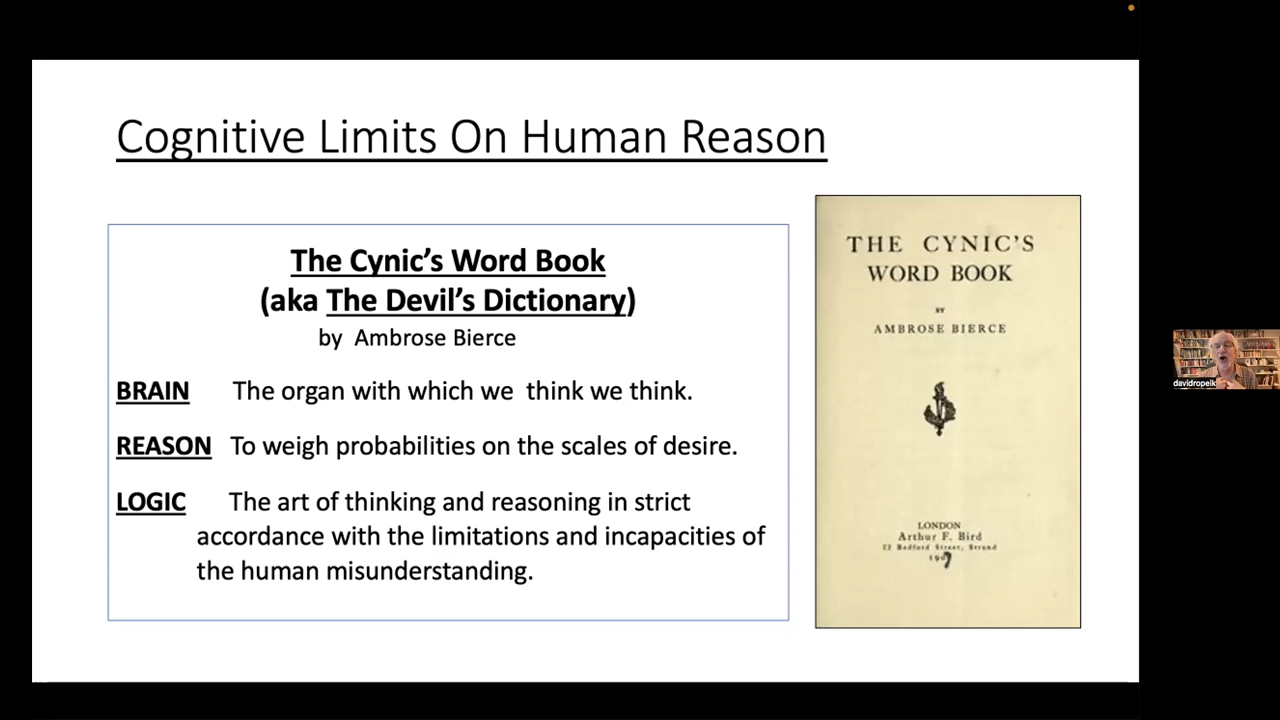 Cognitive Limits On Human Reason
The Cynic's Word Book
(aka The Devil's Dictionary)
by Ambrose Bierce
BRAIN The organ with which we think we think.
REASON To weigh probabilities on the scales of desire.
LOGIC The art of thinking and reasoning in strict
accordance with the limitations and incapacities of
the human misunderstanding.
THE CYNIC'S
WORD BOOK
BY
AMBROSE BIERCE
LONDON
Arthur F. Bird
22 Bedford Street, Strand
1907
davidropeik